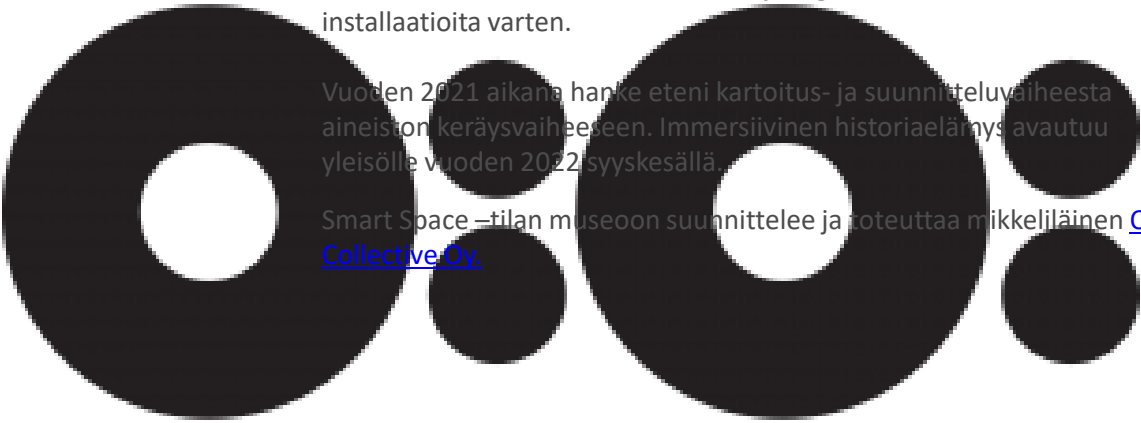 installaatioita varten.
Vuoden 2021 aikana hanke eteni kartoitus- ja suunnitteluvaiheesta
aineiston keräysvaiheeseen. Immersiivinen historiaelämys avautuu
yleisölle vuoden 2022 syyskesällä.
Smart Space –tilan museoon suunnittelee ja toteuttaa mikkeliläinen
Collective Oy.